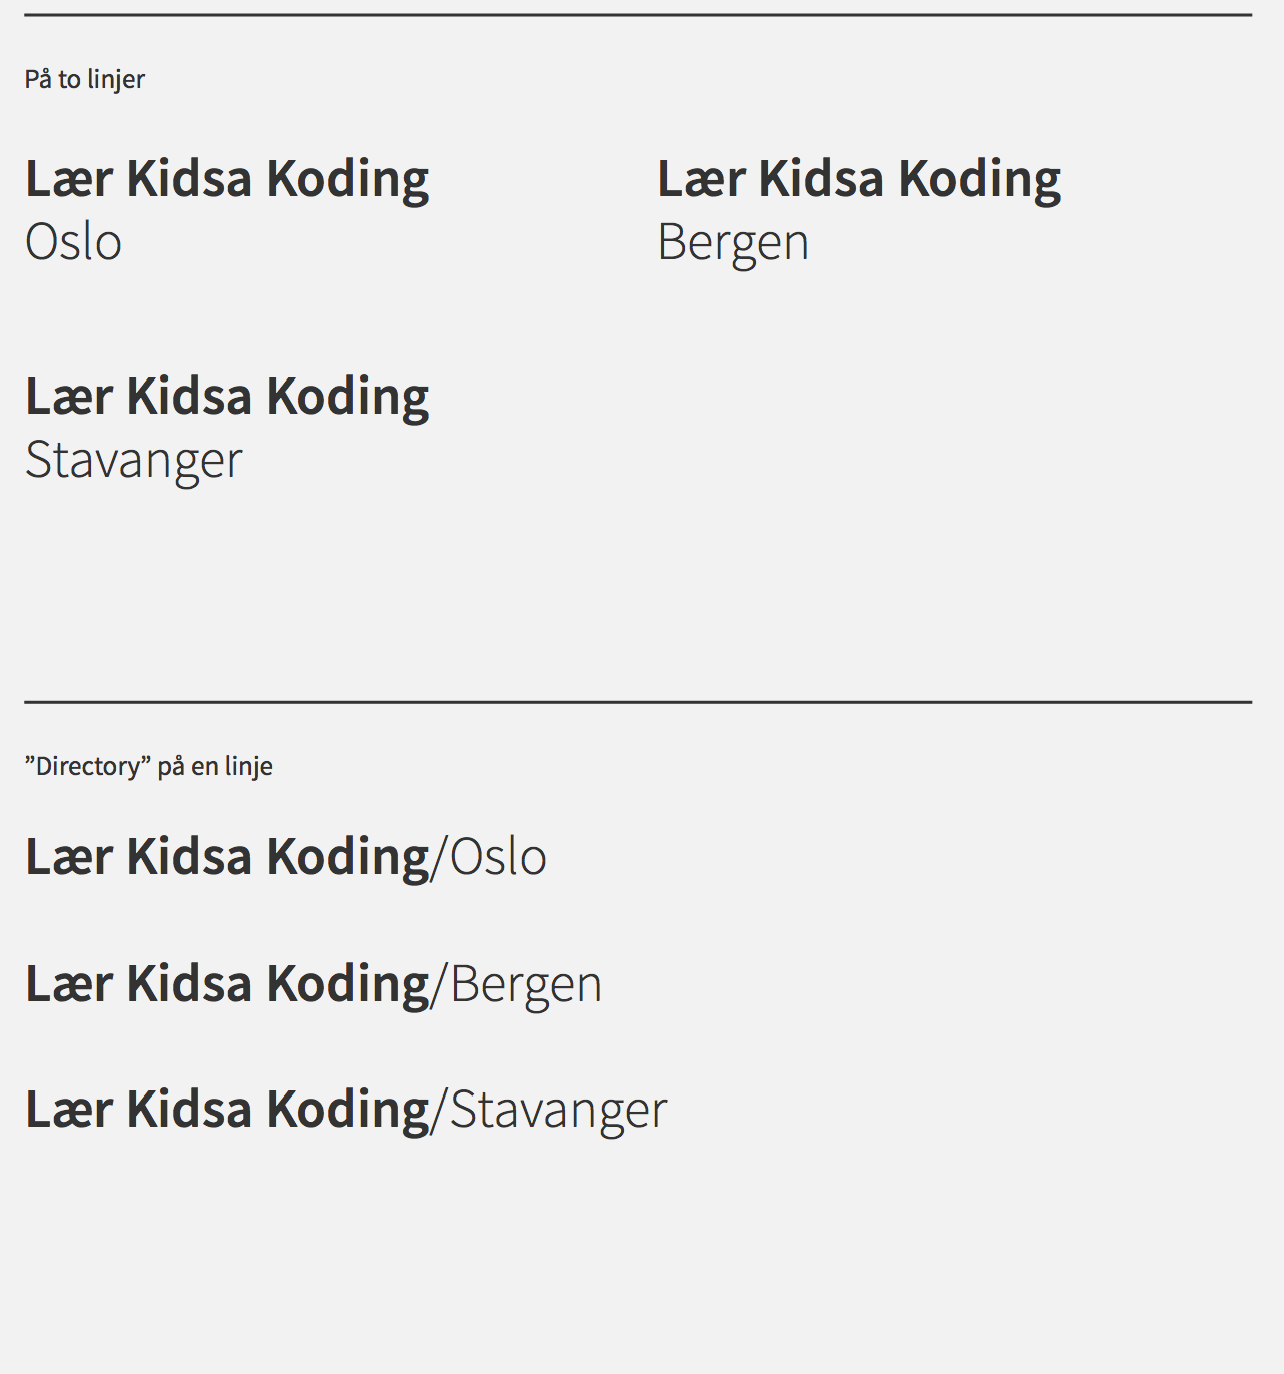 På to linjer
Lær Kidsa Koding
Oslo
Lær Kidsa Koding
Bergen
Lær Kidsa Koding
Stavanger
”Directory” på en linje
Lær Kidsa Koding/Oslo
Lær Kidsa Koding/Bergen
Lær Kidsa Koding/Stavanger